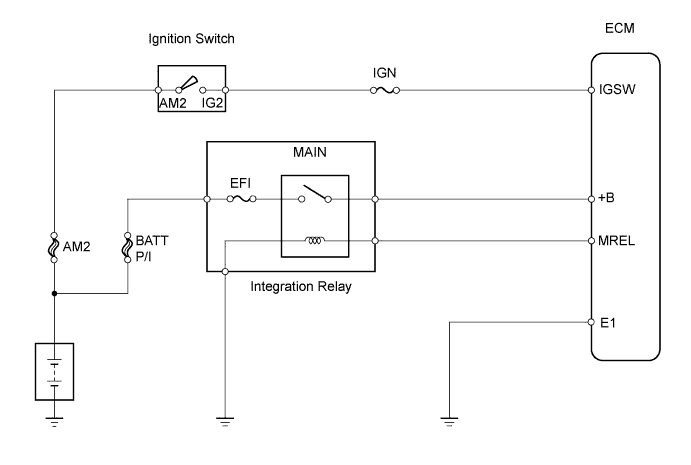 ECM
Ignition Switch
IGN
AM2
IG2
IGSW
MAIN
EFI
+B
AM2
BATT
P/I
MREL
Integration Relay
E1